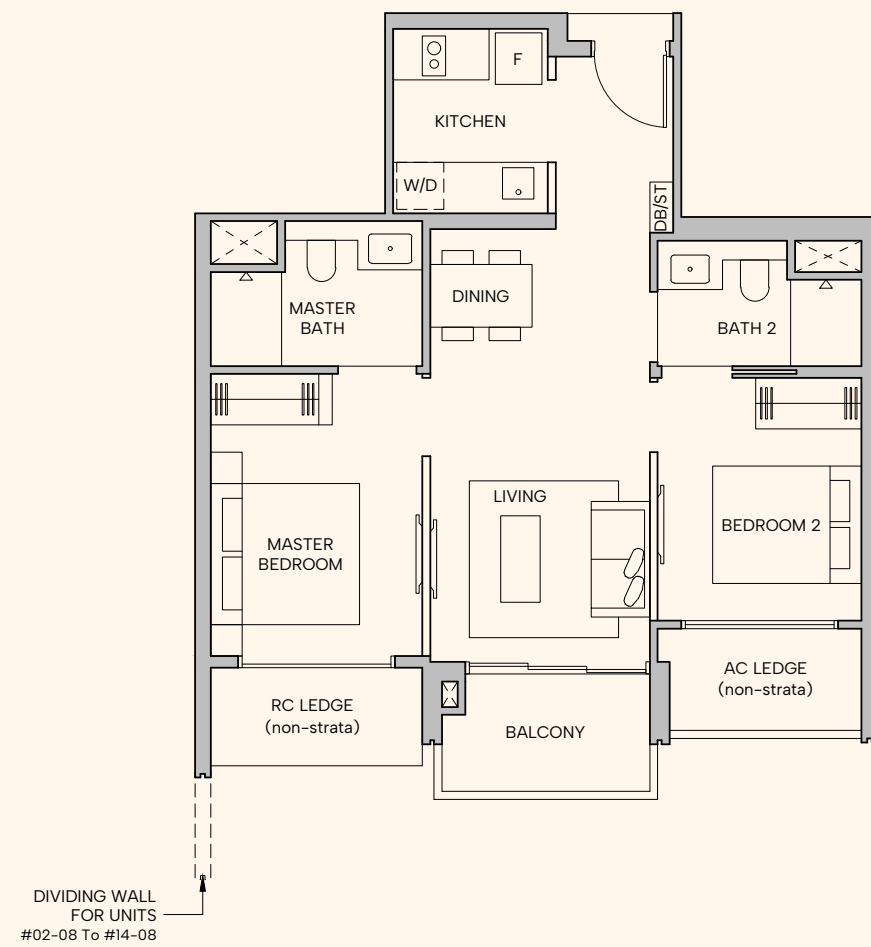 F
KITCHEN
W/D
DB/ST
DINING
MASTER
BATH
BATH 2
LIVING
MASTER
BEDROOM
BEDROOM 2
RC LEDGE
(non-strata)
BALCONY
AC LEDGE
(non-strata)
DIVIDING WALL
FOR UNITS
#02-08 To #14-08